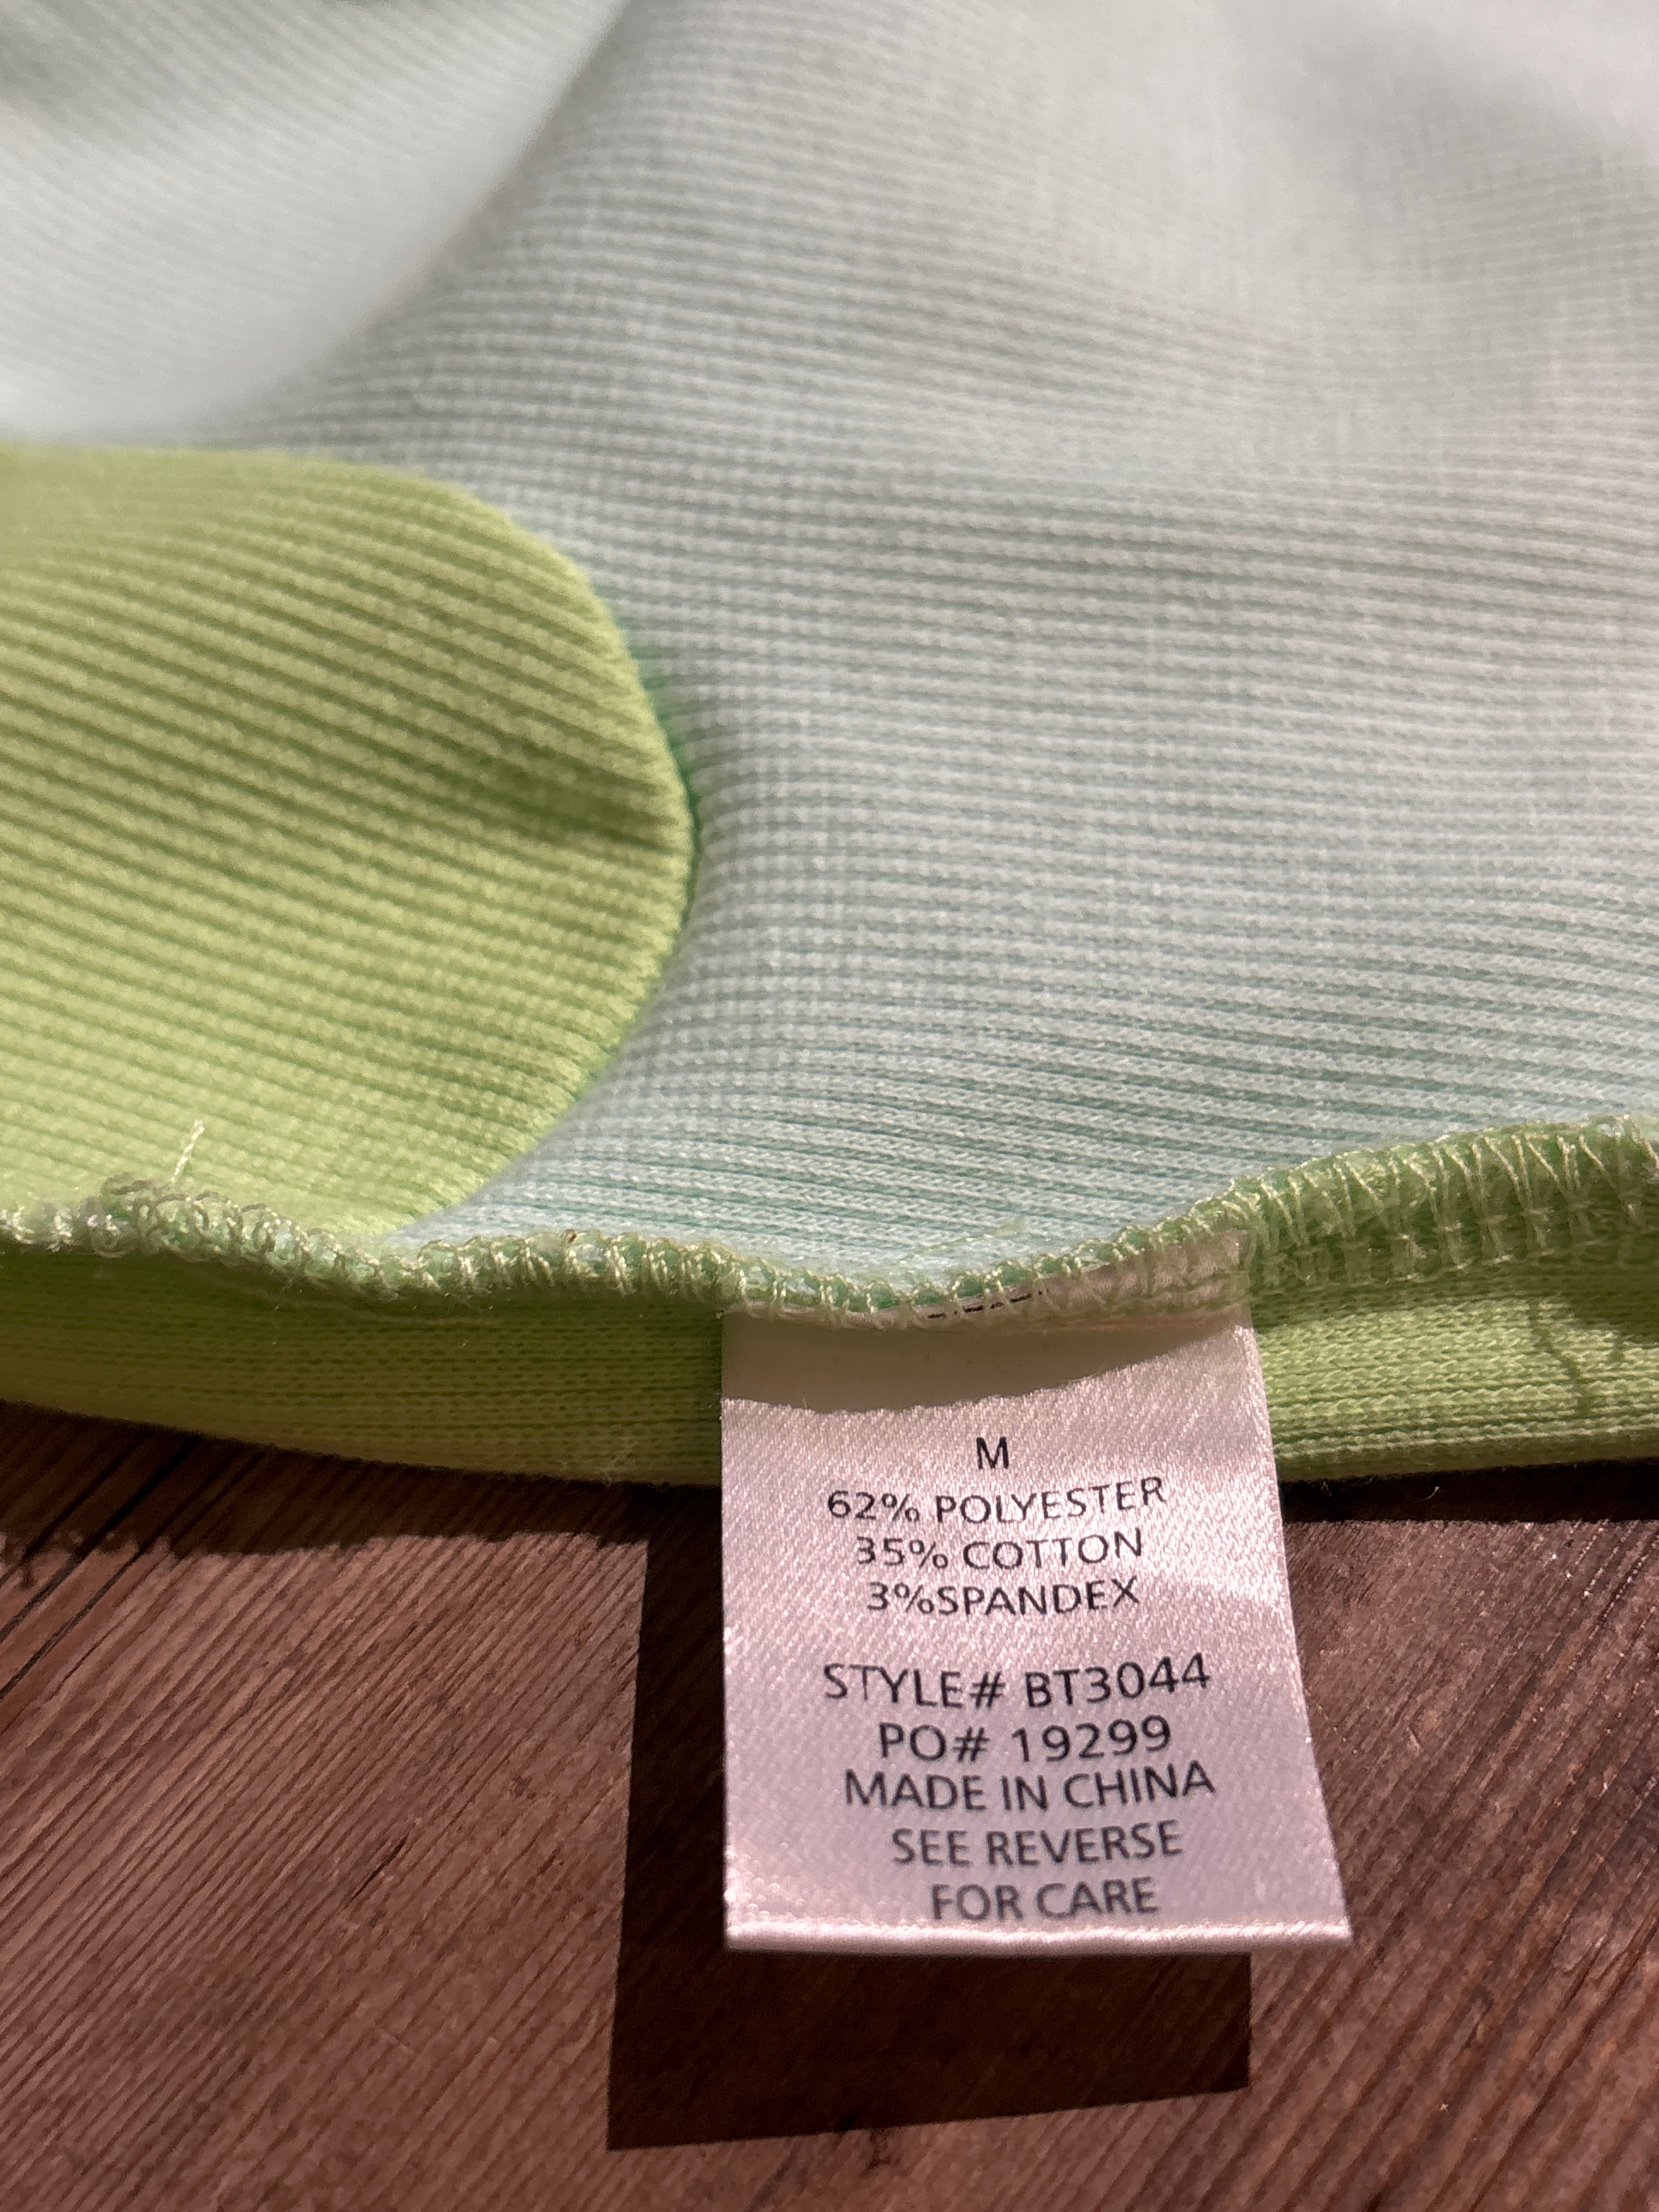 M
62% POLYESTER
35% COTTON
3%SPANDEX
STYLE# BT3044
PO# 19299
MADE IN CHINA
SEE REVERSE
FOR CARE